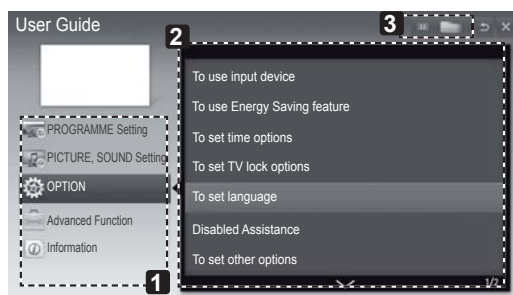 User Guide
3
2
To use input device
To use Energy Saving feature
To set time options
PROGRAMME Setting
PICTURE, SOUND Setting
To set TV lock options
OPTION
To set language
Advanced Function
Disabled Assistance
Information
To set other options
1
1/2